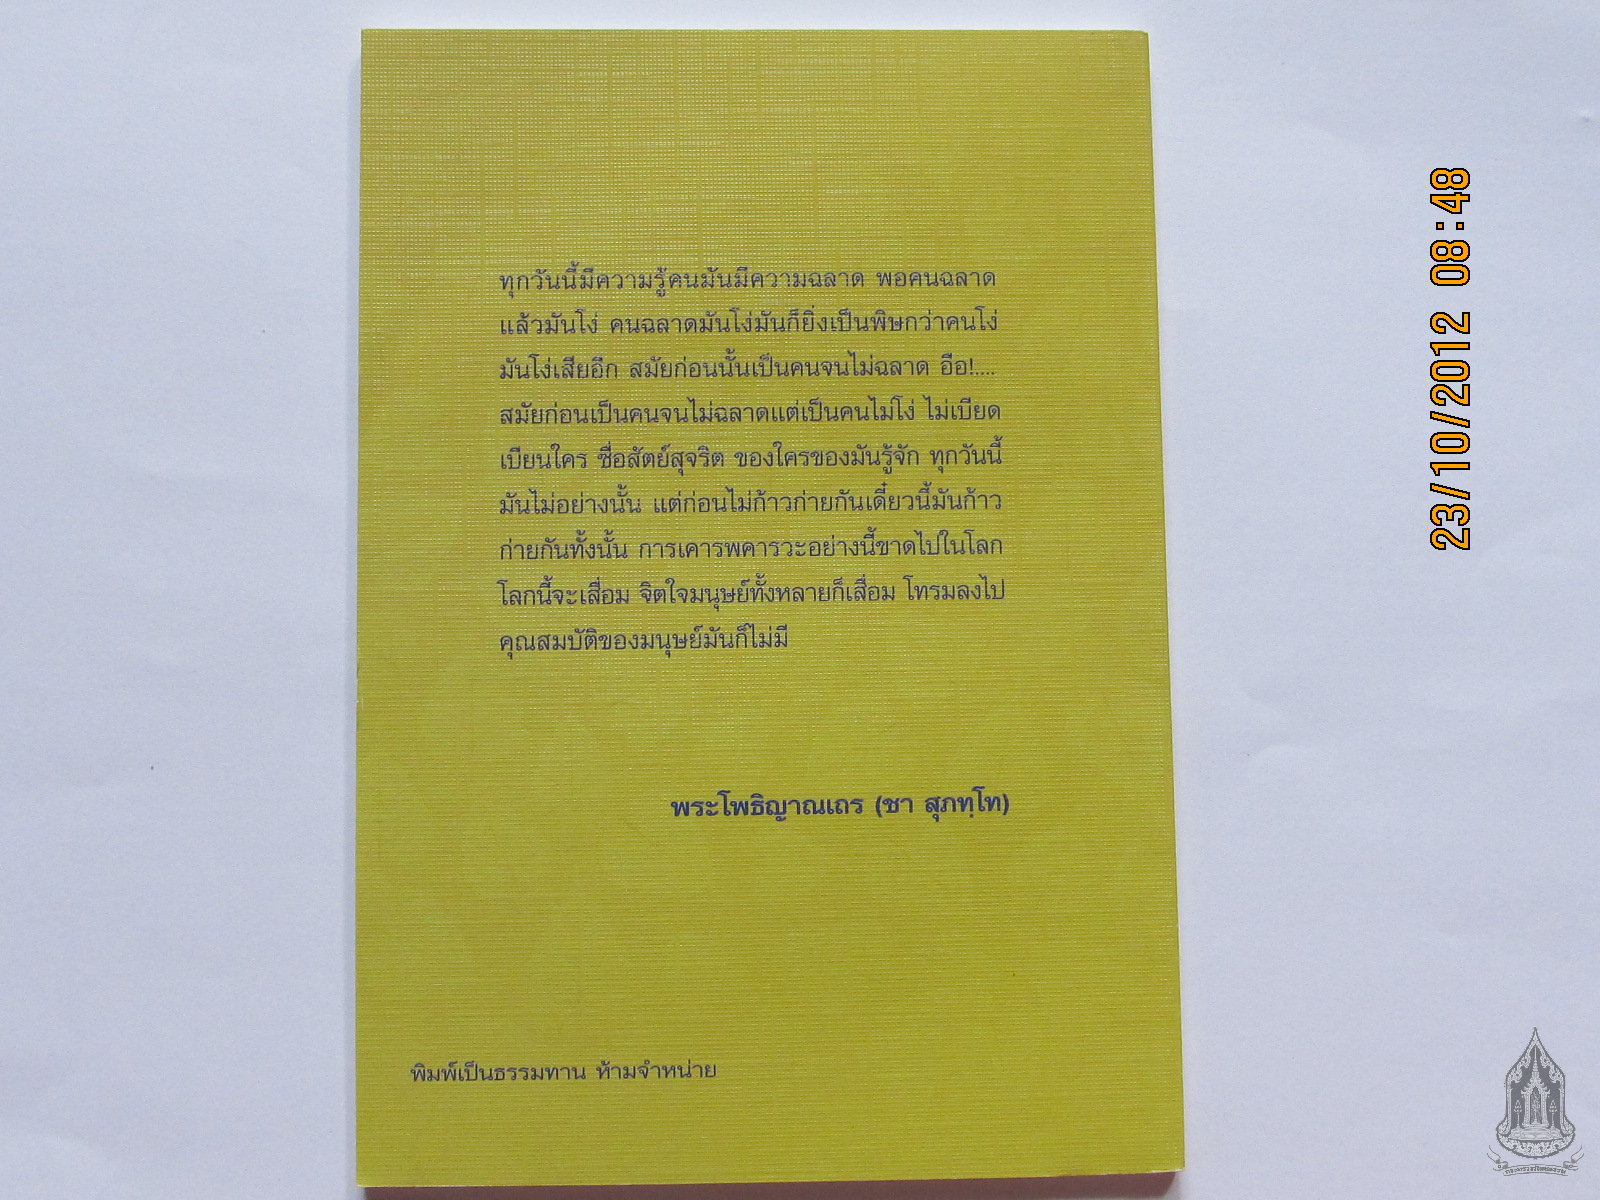 ทุกวันนี้มีความรู้คนมันมีความฉลาด พอคนฉลาด
แล้วมันโง่ คนฉลาดมันโง่มันก็ยิ่งเป็นพิษกว่าคนโง่
มันโง่เสียอีก สมัยก่อนนั้นเป็นคนจนไม่ฉลาด อือ!....
สมัยก่อนเป็นคนจนไม่ฉลาดแต่เป็นคนไม่โง่ ไม่เบียด
เบียนใคร ซื่อสัตย์สุจริต ของใครของมันรู้จัก ทุกวันนี้
มันไม่อย่างนั้น แต่ก่อนไม่ก้าวก่ายกันเดี๋ยวนี้มันก้าว
ก่ายกันทั้งนั้น การเคารพคารวะอย่างนี้ขาดไปในโลก
โลกนี้จะเสื่อม จิตใจมนุษย์ทั้งหลายก็เสื่อม โทรมลงไป
คุณสมบัติของมนุษย์มันก็ไม่มี
พระโพธิญาณเถร (ชา สุภทฺโท)
พิมพ์เป็นธรรมทาน ห้ามจำหน่าย
23/10/2012 08:48